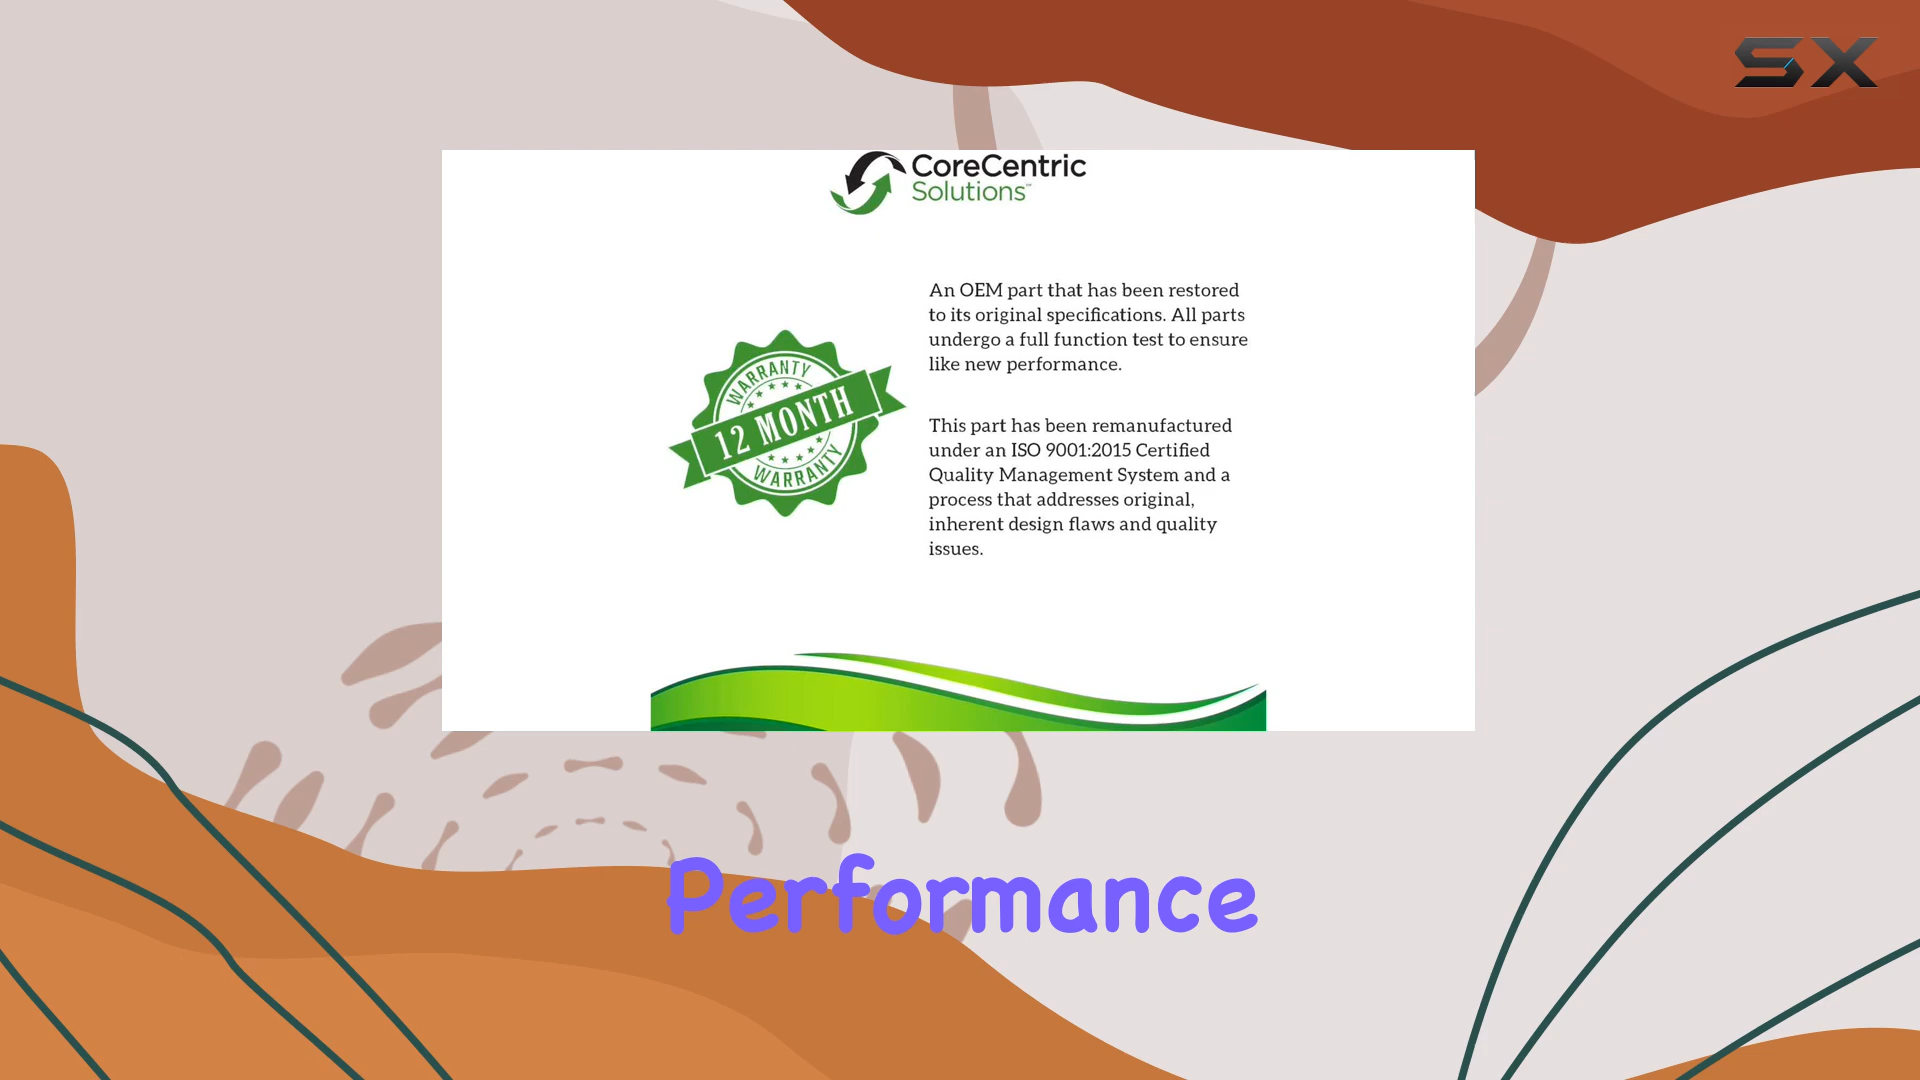 SX
CoreCentric
Solutions
An OEM part that has been restored
to its original specifications. All parts
undergo a full function test to ensure
like new performance.
WARRANTY
12 MONTH
WARRANTY
This part has been remanufactured
under an ISO 9001:2015 Certified
Quality Management System and a
process that addresses original,
inherent design flaws and quality
issues.
Performance